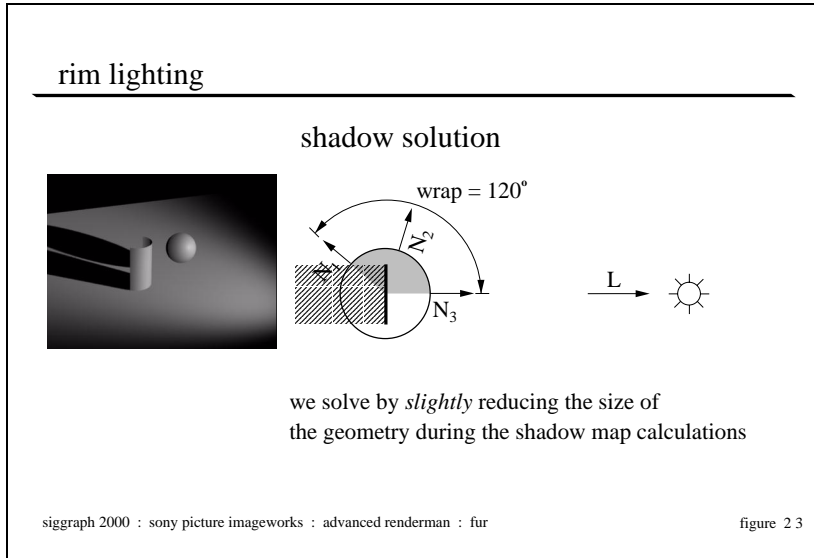 rim lighting
shadow solution
wrap = 120°
N1
N2
N3
L
we solve by slightly reducing the size of
the geometry during the shadow map calculations
siggraph 2000 : sony picture imageworks : advanced renderman : fur
figure 2 3